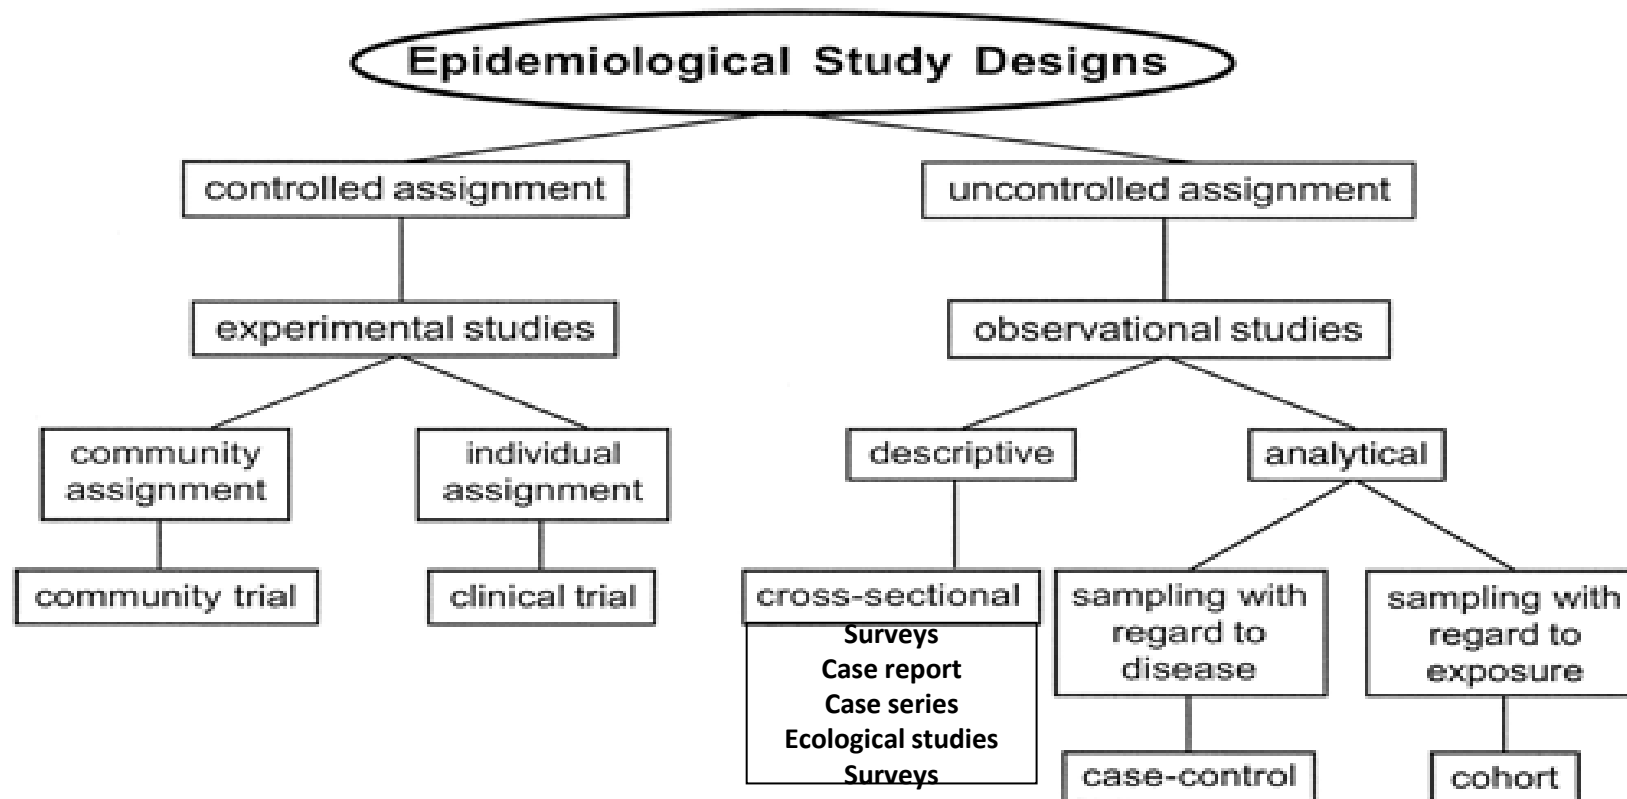 Epidemiological Study Designs
controlled assignment
uncontrolled assignment
experimental studies
observational studies
community
assignment
individual
assignment
descriptive
analytical
community trial
clinical trial
cross-sectional
Surveys
Case report
Case series
Ecological studies
Surveys
sampling with
regard to
disease
sampling with
regard to
exposure
case-control
cohort